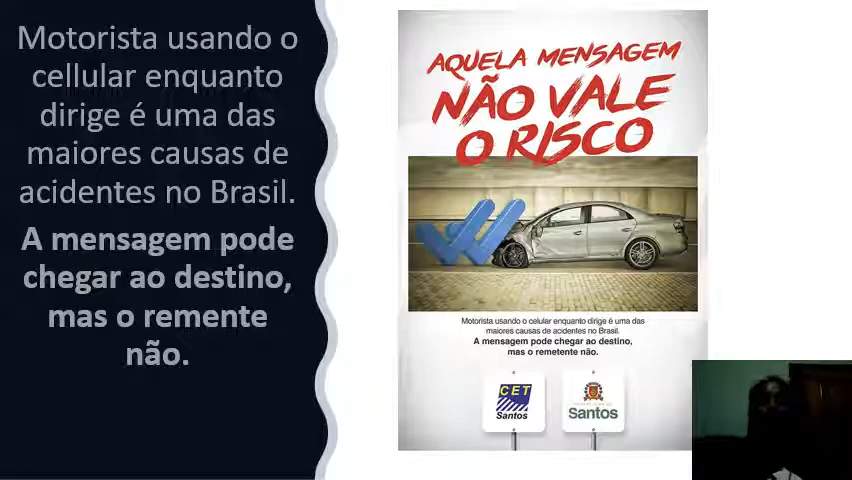 Motorista usando o
cellular enquanto
dirige é uma das
maiores causas de
acidentes no Brasil.
A mensagem pode
chegar ao destino,
mas o remente
não.
AQUELA MENSAGEM
NÃO VALE
O RISCO
Motorista usando o celular enquanto dirige é uma das
maiores causas de acidentes no Brasil.
A mensagem pode chegar ao destino,
mas o remetente não.
CET
Santos
Santos